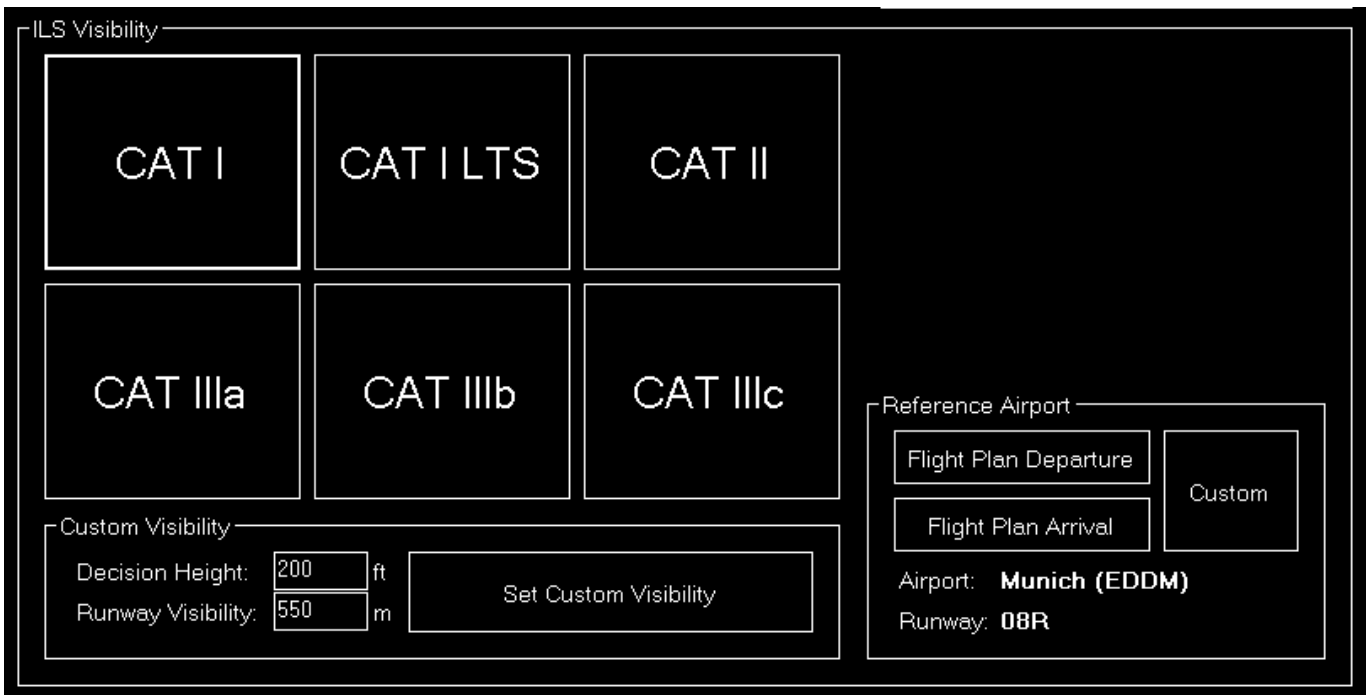 ILS Visibility
CAT I
CAT I LTS
CAT II
CAT IIIa
CAT IIIb
CAT IIIc
Custom Visibility
Decision Height: 200 ft
Runway Visibility: 550 m
Set Custom Visibility
Reference Airport
Flight Plan Departure
Flight Plan Arrival
Custom
Airport: Munich (EDDM)
Runway: 08R